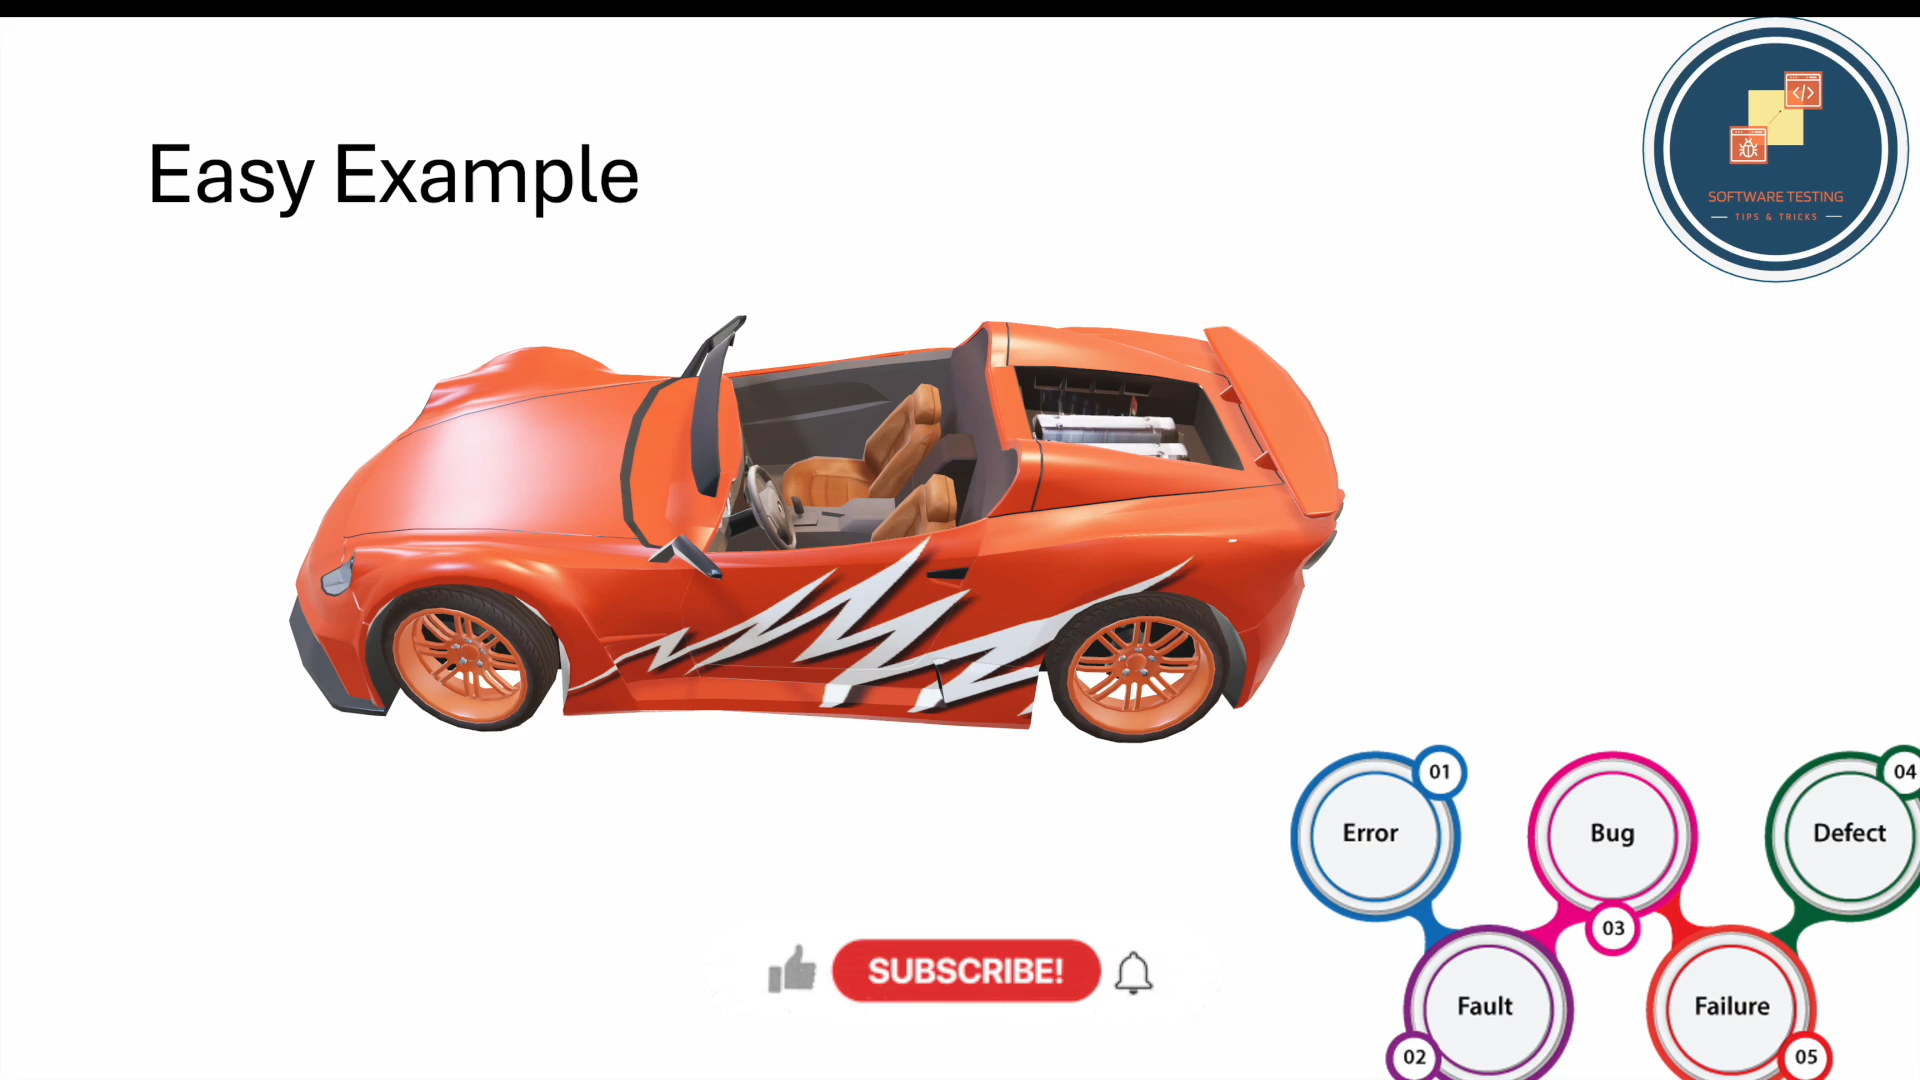 Easy Example
</>
SOFTWARE TESTING
TIPS & TRICKS
01
Error
Bug
04
Defect
03
Fault
Failure
02
05
SUBSCRIBE!